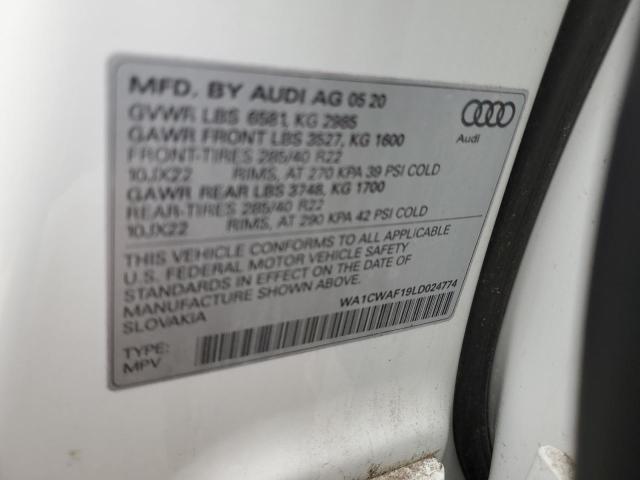 MFD. BY AUDI AG 05 20
GVWR LBS 6581, KG 2985
GAWR FRONT LBS 3527, KG 1600
FRONT-TIRES 285/40 R22
10JX22 RIMS, AT 270 KPA 39 PSI COLD
GAWR REAR LBS 3748, KG 1700
REAR-TIRES 285/40 R22
10JX22 RIMS, AT 290 KPA 42 PSI COLD
Audi
THIS VEHICLE CONFORMS TO ALL APPLICABLE
U.S. FEDERAL MOTOR VEHICLE SAFETY
STANDARDS IN EFFECT ON THE DATE OF
MANUFACTURE SHOWN ABOVE.
SLOVAKIA
WA1CWAF19LD024774
TYPE:
MPV